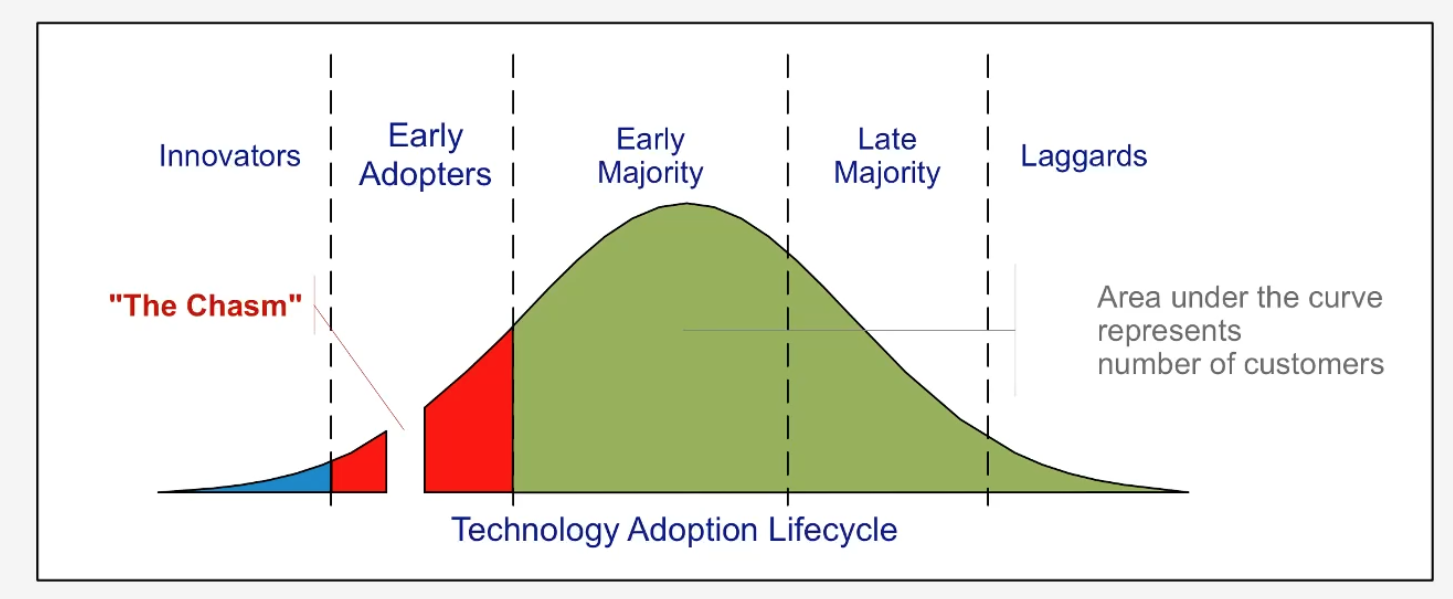 Innovators
Early
Adopters
Early
Majority
Late
Majority
Laggards
"The Chasm"
Area under the curve
represents
number of customers
Technology Adoption Lifecycle